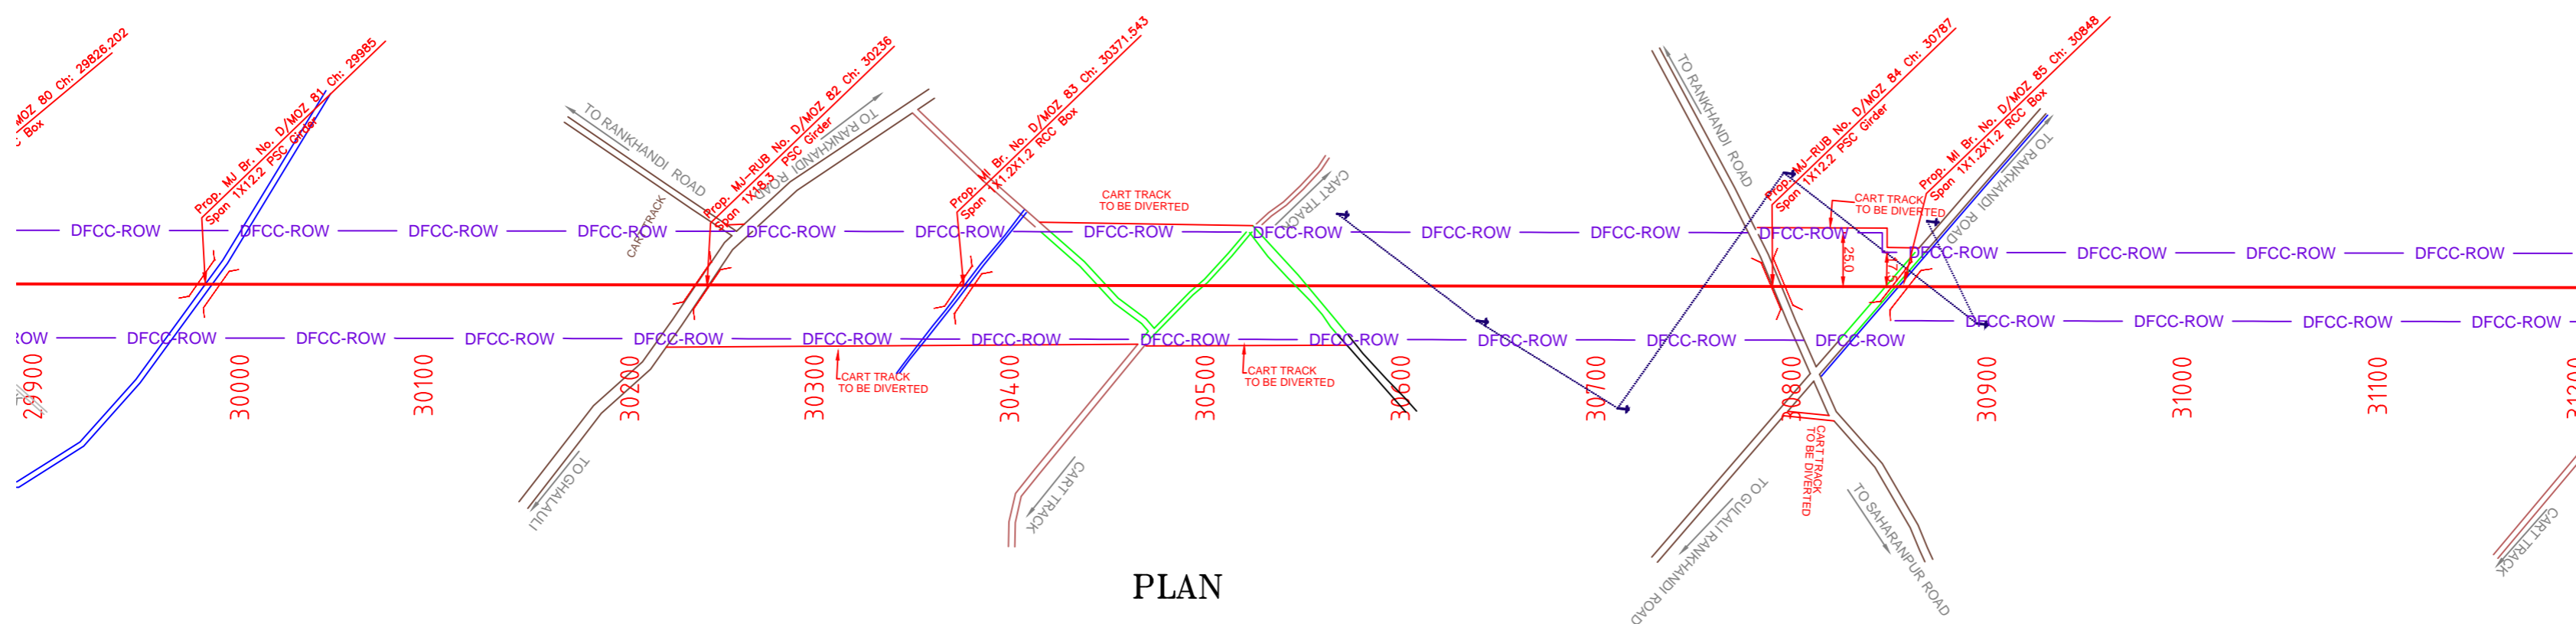 MOZ 80 Ch: 29826.202
Box
Prop. MJ Br. No. D/MOZ 81 Ch: 29985
Span 1X12.2 PSC Girder
TO RANKHANDI ROAD
CART TRACK
Prop. MJ-RUB No. D/MOZ 82 Ch: 30236
Span 1X18.3 PSC Girder
TO RANKHANDI ROAD
Prop. MI Br. No. D/MOZ 83 Ch: 30371.543
Span 1X1.2X1.2 RCC Box
CART TRACK
TO BE DIVERTED
CART TRACK
TO RANKHANDI ROAD
Prop. MJ-RUB No. D/MOZ 84 Ch: 30787
Span 1X12.2 PSC Girder
CART TRACK
TO BE DIVERTED
Prop. MI Br. No. D/MOZ 85 Ch: 30848
Span 1X1.2X1.2 RCC Box
TO RANKHANDI ROAD
DFCC-ROW DFCC-ROW DFCC-ROW DFCC-ROW DFCC-ROW DFCC-ROW DFCC-ROW DFCC-ROW DFCC-ROW DFCC-ROW DFCC-ROW DFCC-ROW DFCC-ROW DFCC-ROW DFCC-ROW
25.0
ROW DFCC-ROW DFCC-ROW DFCC-ROW DFCC-ROW DFCC-ROW DFCC-ROW DFCC-ROW DFCC-ROW DFCC-ROW DFCC-ROW DFCC-ROW DFCC-ROW DFCC-ROW DFCC-ROW
29900 30000 30100 30200 30300 30400 30500 30600 30700 30800 30900 31000 31100 31200
CART TRACK
TO BE DIVERTED
CART TRACK
TO BE DIVERTED
CART TRACK
TO BE DIVERTED
TO GHALAULI
CART TRACK
TO GULALI RANKHANDI ROAD
TO SAHARANPUR ROAD
CART TRACK
PLAN